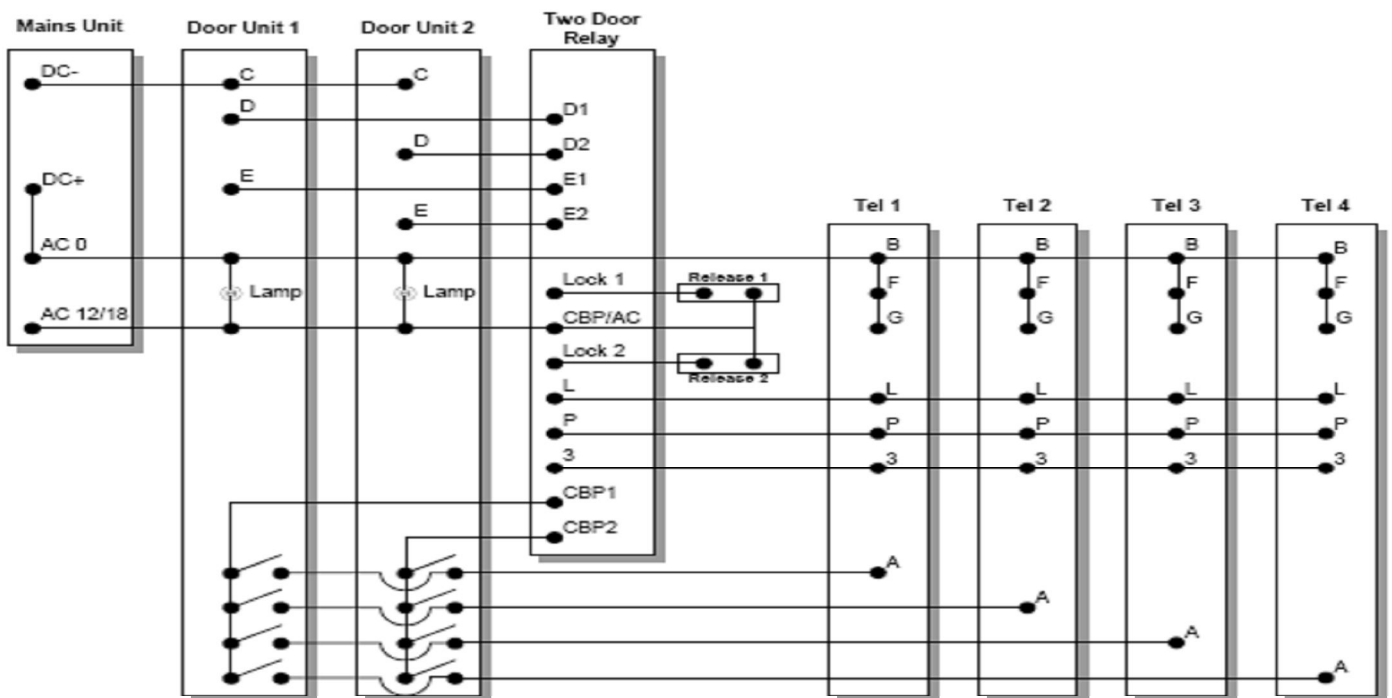 Mains Unit
Door Unit 1
Door Unit 2
Two Door
Relay
DC-
C
C
D
D1
D
D2
DC+
E
E1
E
E2
Tel 1
Tel 2
Tel 3
Tel 4
AC 0
B
B
B
B
Lamp
Lamp
Lock 1
Release 1
F
F
F
F
AC 12/18
CBP/AC
G
G
G
G
Lock 2
Release 2
L
L
L
L
L
P
P
P
P
P
3
3
3
3
3
CBP1
CBP2
A
A
A
A